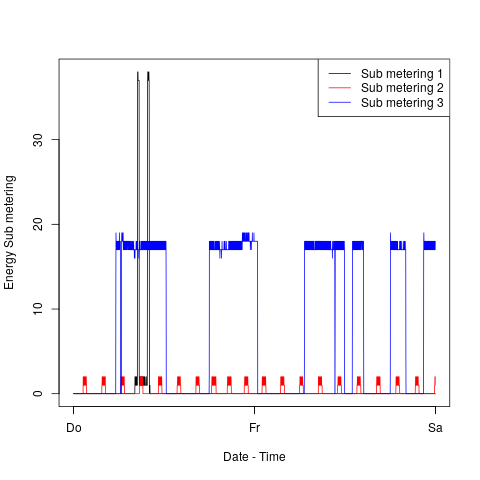 Sub metering 1
Sub metering 2
Sub metering 3
Energy Sub metering
30
20
10
0
Do
Fr
Sa
Date - Time